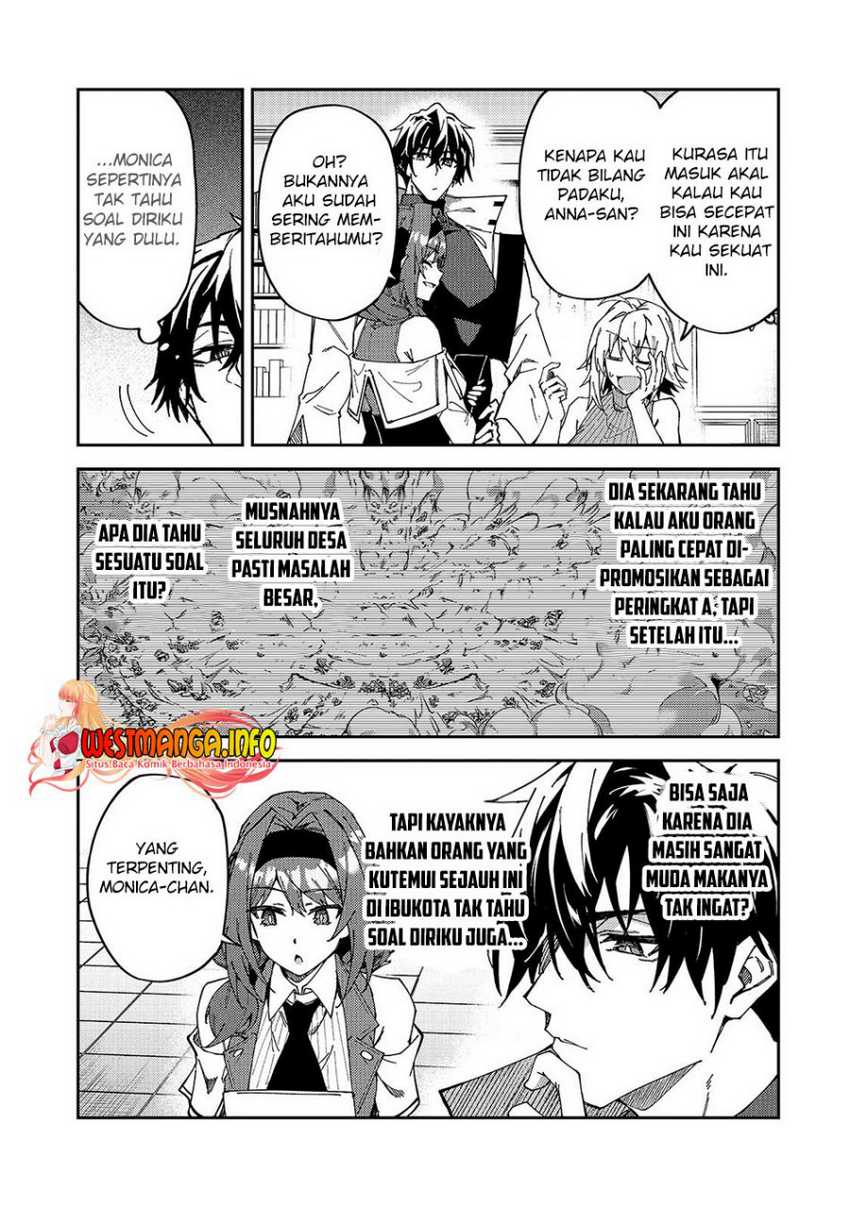 KURASA ITU
MASUK AKAL
KALAU KAU
BISA SECEPAT
INI KARENA
KAU SEKUAT
INI.
KENAPA KAU
TIDAK BILANG
PADAKU,
ANNA-SAN?
OH?
BUKANNYA
AKU SUDAH
SERING MEM-
BERITAHUMU?
...MONICA
SEPERTINYA
TAK TAHU
SOAL DIRIKU
YANG DULU.
DIA SEKARANG TAHU
KALAU AKU ORANG
PALING CEPAT DI-
PROMOSIKAN SEBAGAI
PERINGKAT A, TAPI
SETELAH ITU...
MUSNAHNYA
SELURUH DESA
PASTI MASALAH
BESAR,
APA DIA TAHU
SESUATU SOAL
ITU?
WESTMANGA.INFO
Situs Baca Komik Berbahasa Indonesia
BISA SAJA
KARENA DIA
MASIH SANGAT
MUDA MAKANYA
TAK INGAT?
TAPI KAYAKNYA
BAHKAN ORANG YANG
KUTEMUI SEJAUH INI
DI IBUKOTA TAK TAHU
SOAL DIRIKU JUGA...
YANG
TERPENTING,
MONICA-CHAN.